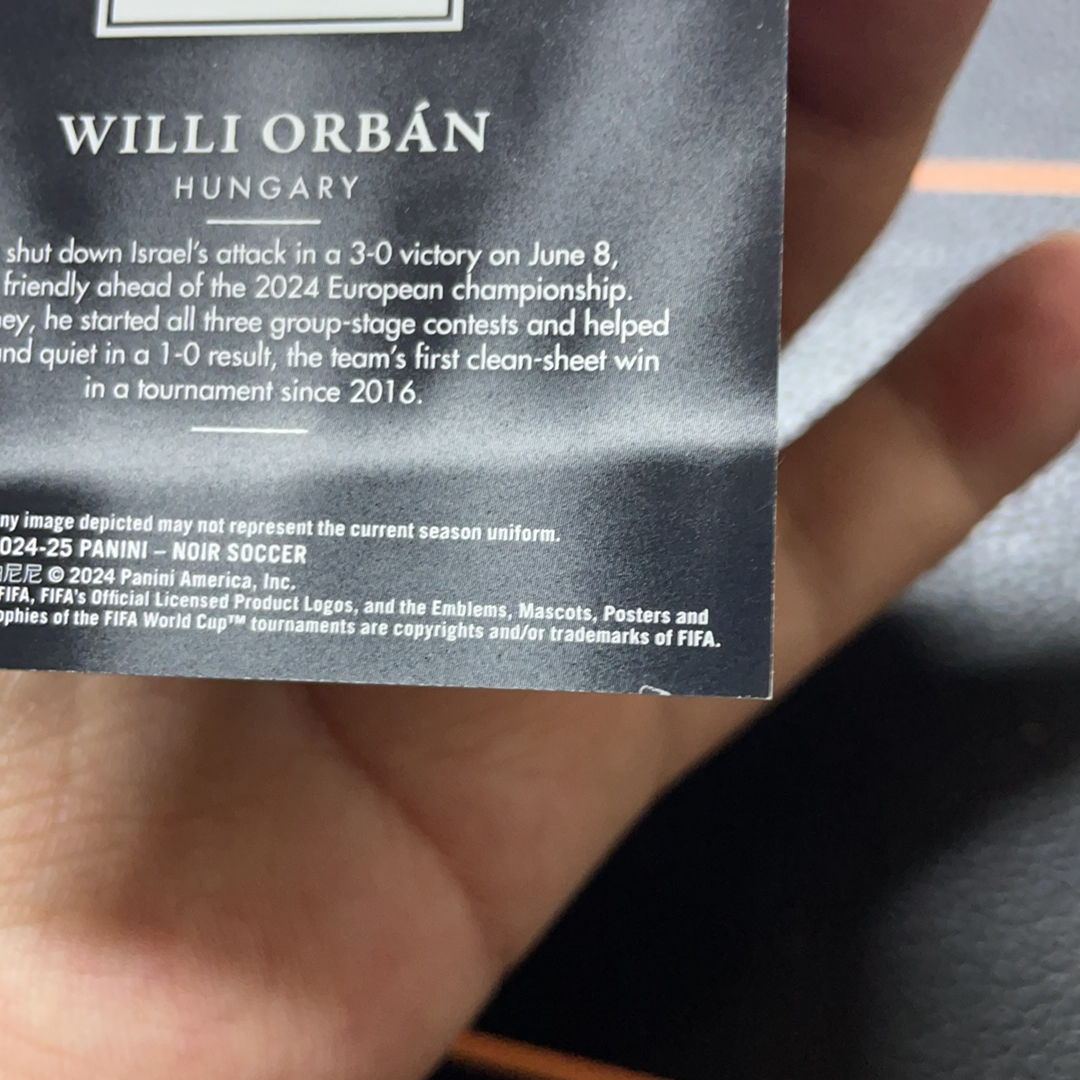 WILLI ORBÁN
HUNGARY
shut down Israel's attack in a 3-0 victory on June 8,
friendly ahead of the 2024 European championship.
he started all three group-stage contests and helped
quiet in a 1-0 result, the team's first clean-sheet win
in a tournament since 2016.
image depicted may not represent the current season uniform.
024-25 PANINI – NOIR SOCCER
尼尼 © 2024 Panini America, Inc.
FIFA, FIFA's Official Licensed Product Logos, and the Emblems, Mascots, Posters and
of the FIFA World Cup™ tournaments are copyrights and/or trademarks of FIFA.